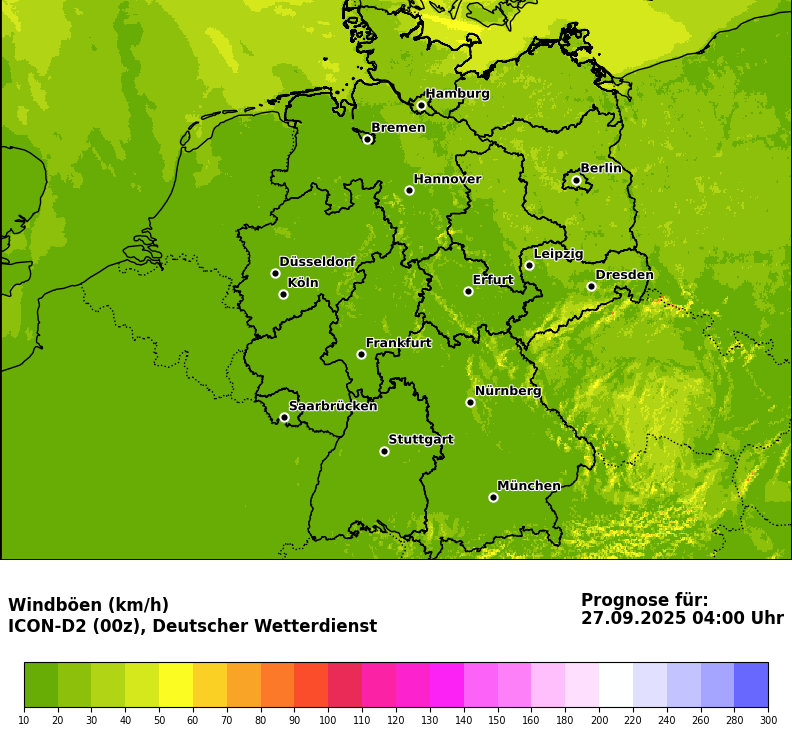 Hamburg
Bremen
Berlin
Hannover
Leipzig
Düsseldorf
Dresden
Köln
Erfurt
Frankfurt
Nürnberg
Saarbrücken
Stuttgart
München
Windböen (km/h)
ICON-D2 (00z), Deutscher Wetterdienst
Prognose für:
27.09.2025 04:00 Uhr
10 20 30 40 50 60 70 80 90 100 110 120 130 140 150 160 180 200 220 240 260 280 300